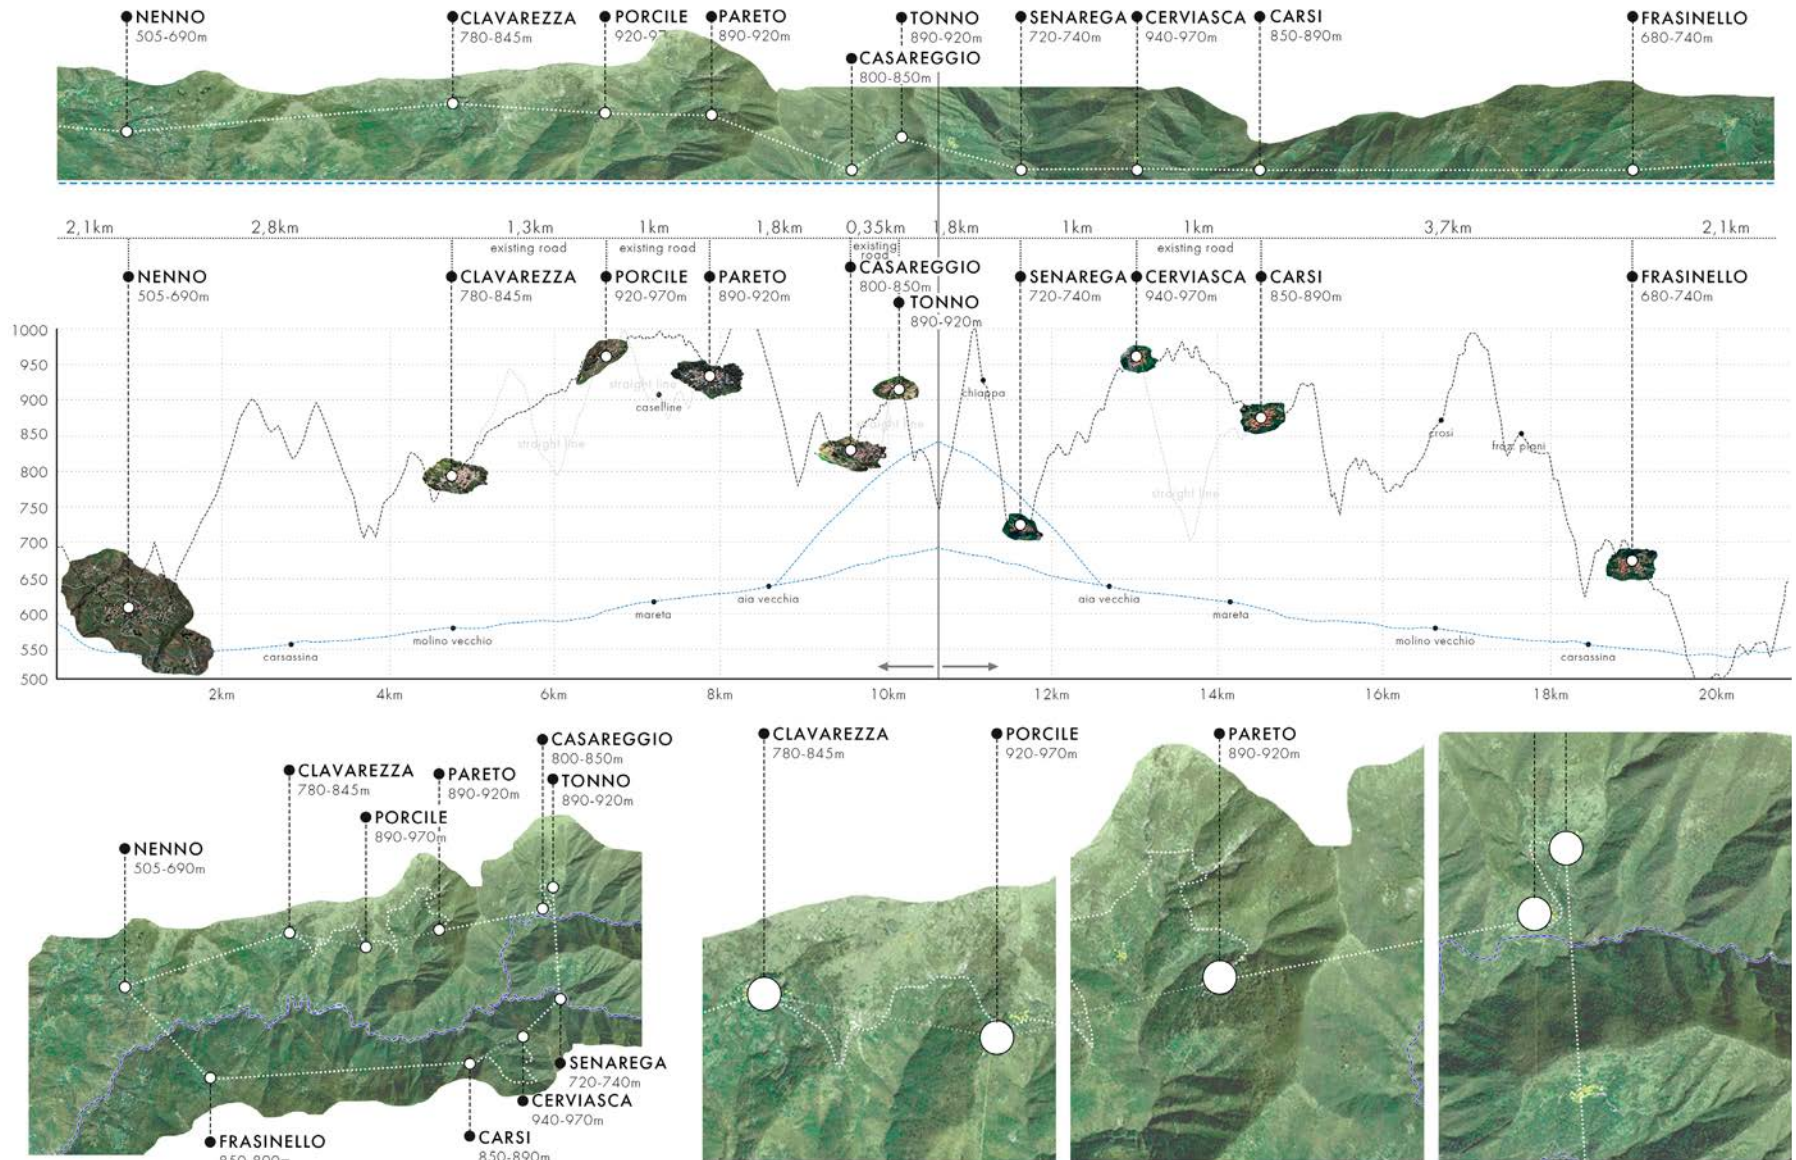 NENNO
505-690m
CLAVAREZZA
780-845m
PORCILE
920-97
PARETO
890-920m
CASAREGGIO
800-850m
TONNO
890-920m
SENAREGA
720-740m
CERVIASCA
940-970m
CARSI
850-890m
FRASINELLO
680-740m
2,1km
2,8km
1,3km
existing road
1km
existing road
1,8km
0,35km
existing
road
1,8km
1km
1km
existing road
3,7km
2,1km
NENNO
505-690m
CLAVAREZZA
780-845m
PORCILE
920-970m
PARETO
890-920m
CASAREGGIO
800-850m
TONNO
890-920m
SENAREGA
720-740m
CERVIASCA
940-970m
CARSI
850-890m
FRASINELLO
680-740m
1000
950
900
850
800
750
700
650
600
550
500
straight line
caselline
straight line
straight line
chiappa
straight line
crosi
fraz. piani
carsassina
molino vecchio
mareta
aia vecchia
aia vecchia
mareta
molino vecchio
carsassina
2km
4km
6km
8km
10km
12km
14km
16km
18km
20km
CASAREGGIO
800-850m
CLAVAREZZA
780-845m
PARETO
890-920m
TONNO
890-920m
PORCILE
890-970m
NENNO
505-690m
SENAREGA
720-740m
CERVIASCA
940-970m
CARSI
850-890m
FRASINELLO
850-890m
CLAVAREZZA
780-845m
PORCILE
920-970m
PARETO
890-920m